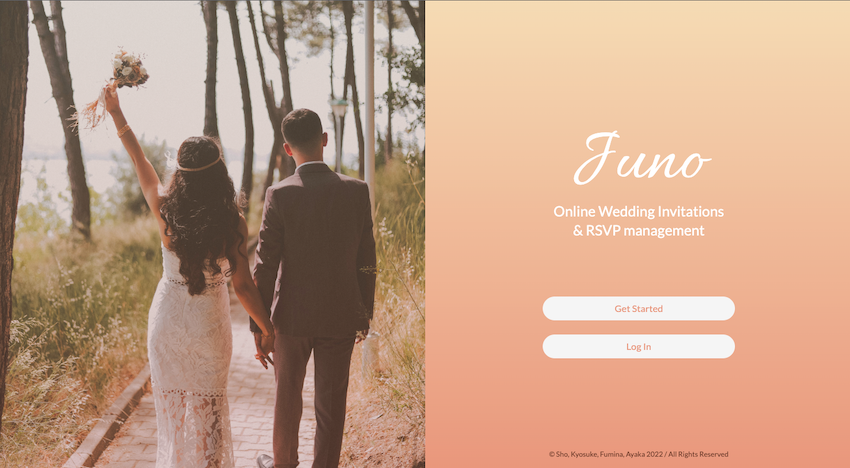 Juno
Online Wedding Invitations
& RSVP management
Get Started
Log In
© Sho, Kyosuke, Fumina, Ayaka 2022 / All Rights Reserved